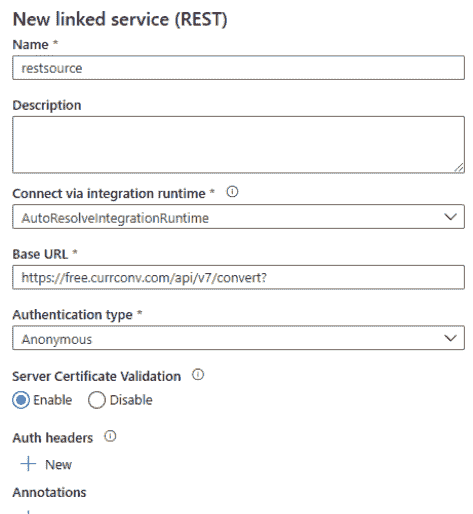 New linked service (REST)
Name *
restsource
Description
Connect via integration runtime *
AutoResolveIntegrationRuntime
Base URL *
https://free.currconv.com/api/v7/convert?
Authentication type *
Anonymous
Server Certificate Validation
Enable Disable
Auth headers
+ New
Annotations